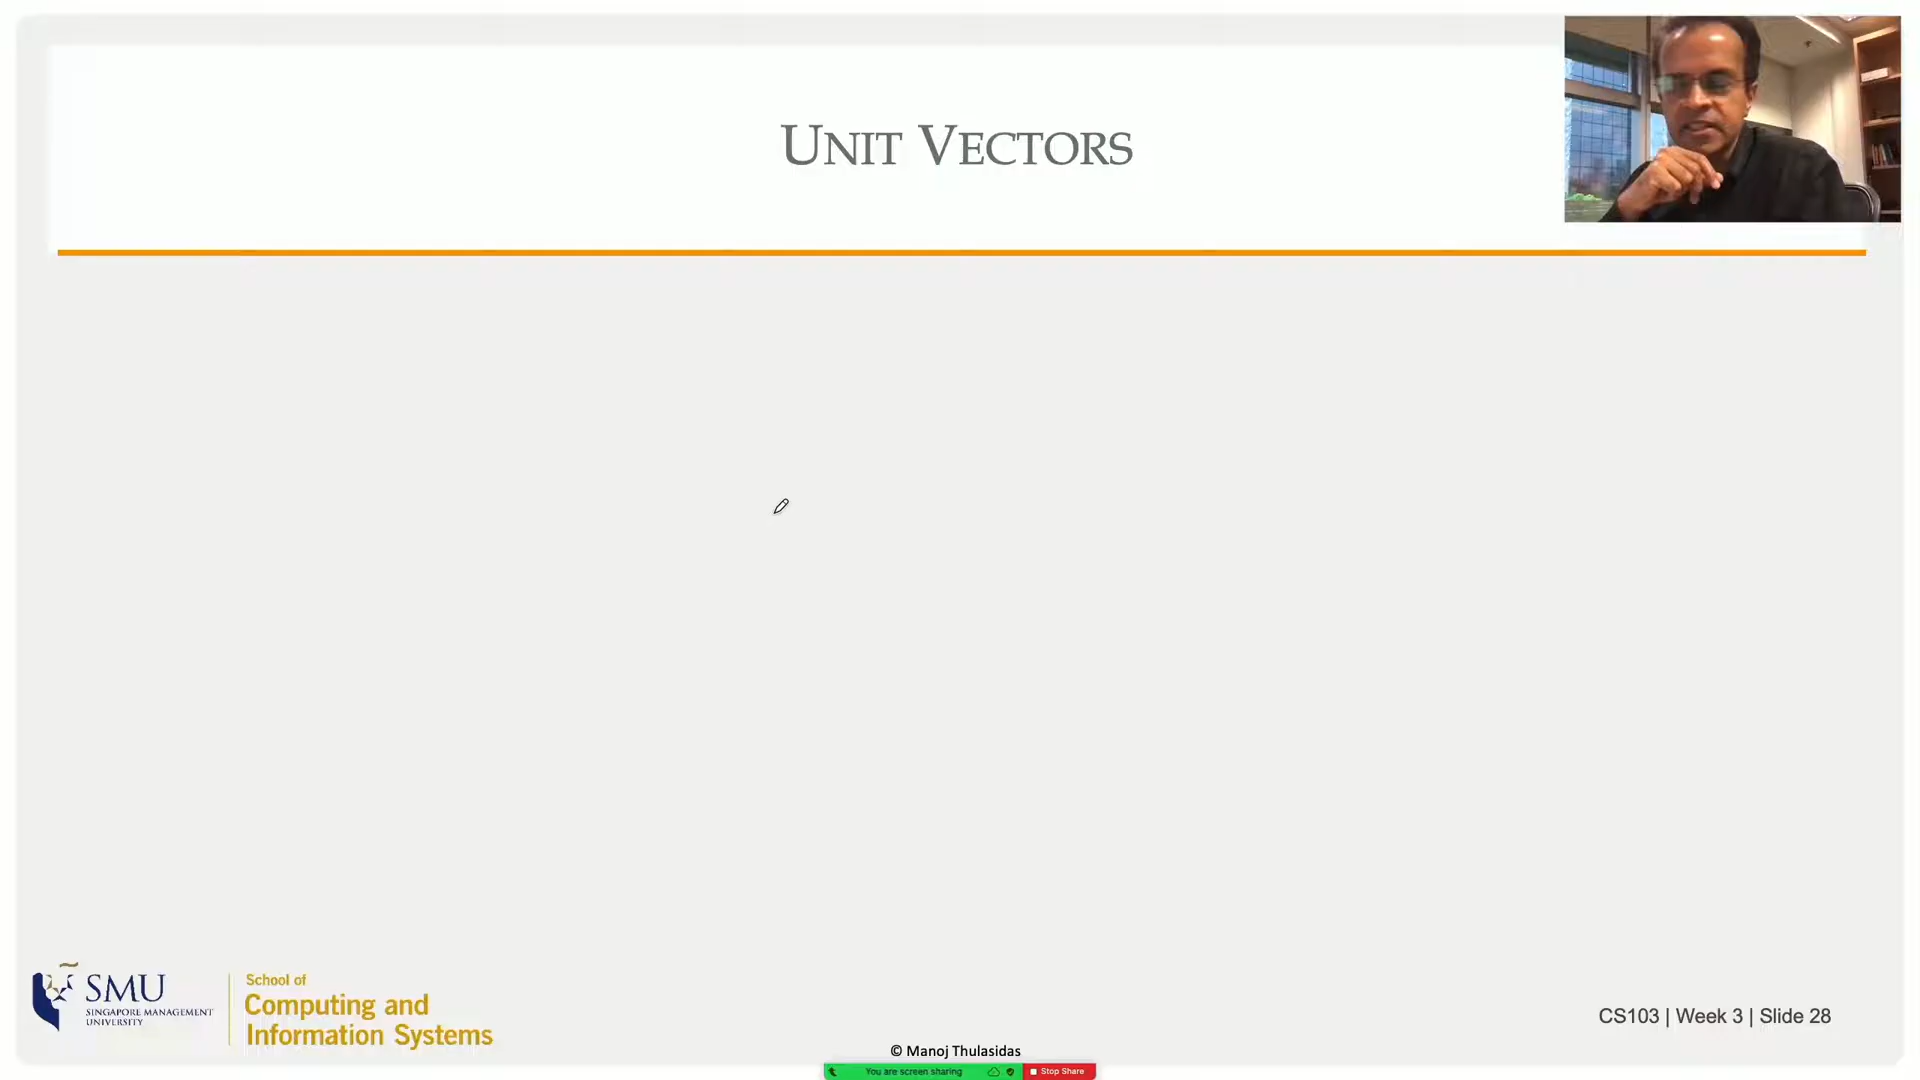 UNIT VECTORS
SMU
SINGAPORE MANAGEMENT
UNIVERSITY
School of
Computing and
Information Systems
CS103 | Week 3 | Slide 28
© Manoj Thulasidas
You are screen sharing
Stop Share